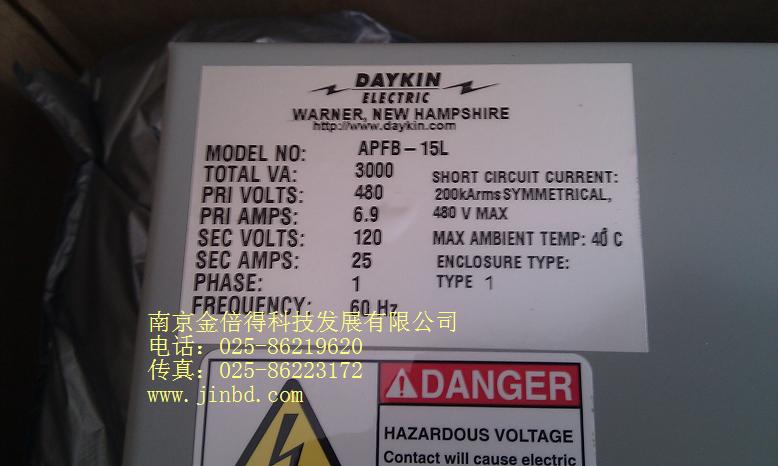 DAYKIN
ELECTRIC
WARNER, NEW HAMPSHIRE
http://www.daykin.com
MODEL NO: APFB-15L
TOTAL VA: 3000
PRI VOLTS: 480
PRI AMPS: 6.9
SEC VOLTS: 120
SEC AMPS: 25
PHASE: 1
FREQUENCY: 60 Hz
SHORT CIRCUIT CURRENT:
200kArmsSYMMETRICAL,
480 V MAX
MAX AMBIENT TEMP: 40°C
ENCLOSURE TYPE:
TYPE 1
南京金倍得科技发展有限公司
电话：025-86219620
传真：025-86223172
www.jinbd.com
DANGER
HAZARDOUS VOLTAGE
Contact will cause electric